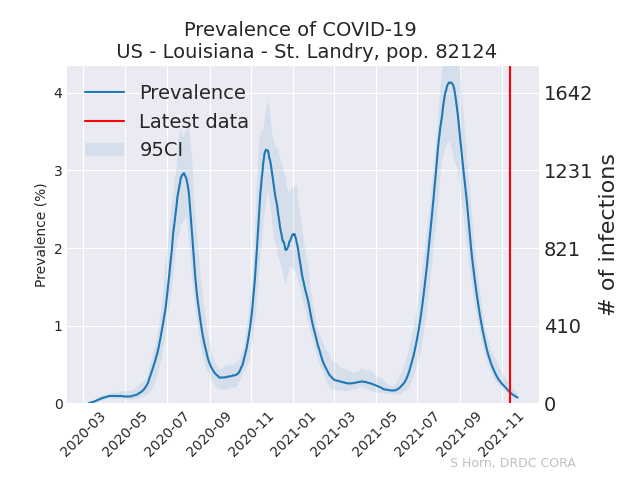 Prevalence of COVID-19
US - Louisiana - St. Landry, pop. 82124
Prevalence
Latest data
95CI
Prevalence (%)
4
3
2
1
0
1642
1231
821
410
0
# of infections
2020-03
2020-05
2020-07
2020-09
2020-11
2021-01
2021-03
2021-05
2021-07
2021-09
2021-11
S Horn, DRDC CORA